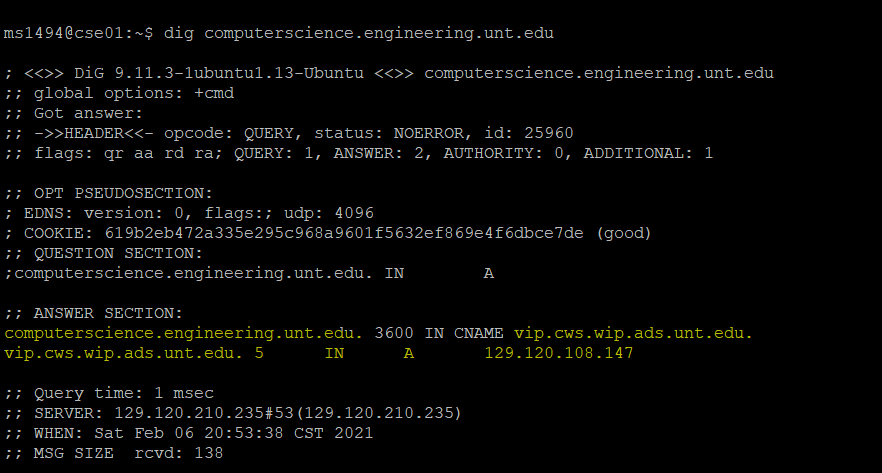 ms1494@cse01:~$ dig computerscience.engineering.unt.edu
; <<>> DiG 9.11.3-1ubuntu1.13-Ubuntu <<>> computerscience.engineering.unt.edu
;; global options: +cmd
;; Got answer:
;; ->>HEADER<<- opcode: QUERY, status: NOERROR, id: 25960
;; flags: qr aa rd ra; QUERY: 1, ANSWER: 2, AUTHORITY: 0, ADDITIONAL: 1
;; OPT PSEUDOSECTION:
; EDNS: version: 0, flags:; udp: 4096
; COOKIE: 619b2eb472a335e295c968a9601f5632ef869e4f6dbce7de (good)
;; QUESTION SECTION:
;computerscience.engineering.unt.edu. IN        A
;; ANSWER SECTION:
computerscience.engineering.unt.edu. 3600 IN CNAME vip.cws.wip.ads.unt.edu.
vip.cws.wip.ads.unt.edu. 5      IN      A       129.120.108.147
;; Query time: 1 msec
;; SERVER: 129.120.210.235#53(129.120.210.235)
;; WHEN: Sat Feb 06 20:53:38 CST 2021
;; MSG SIZE  rcvd: 138